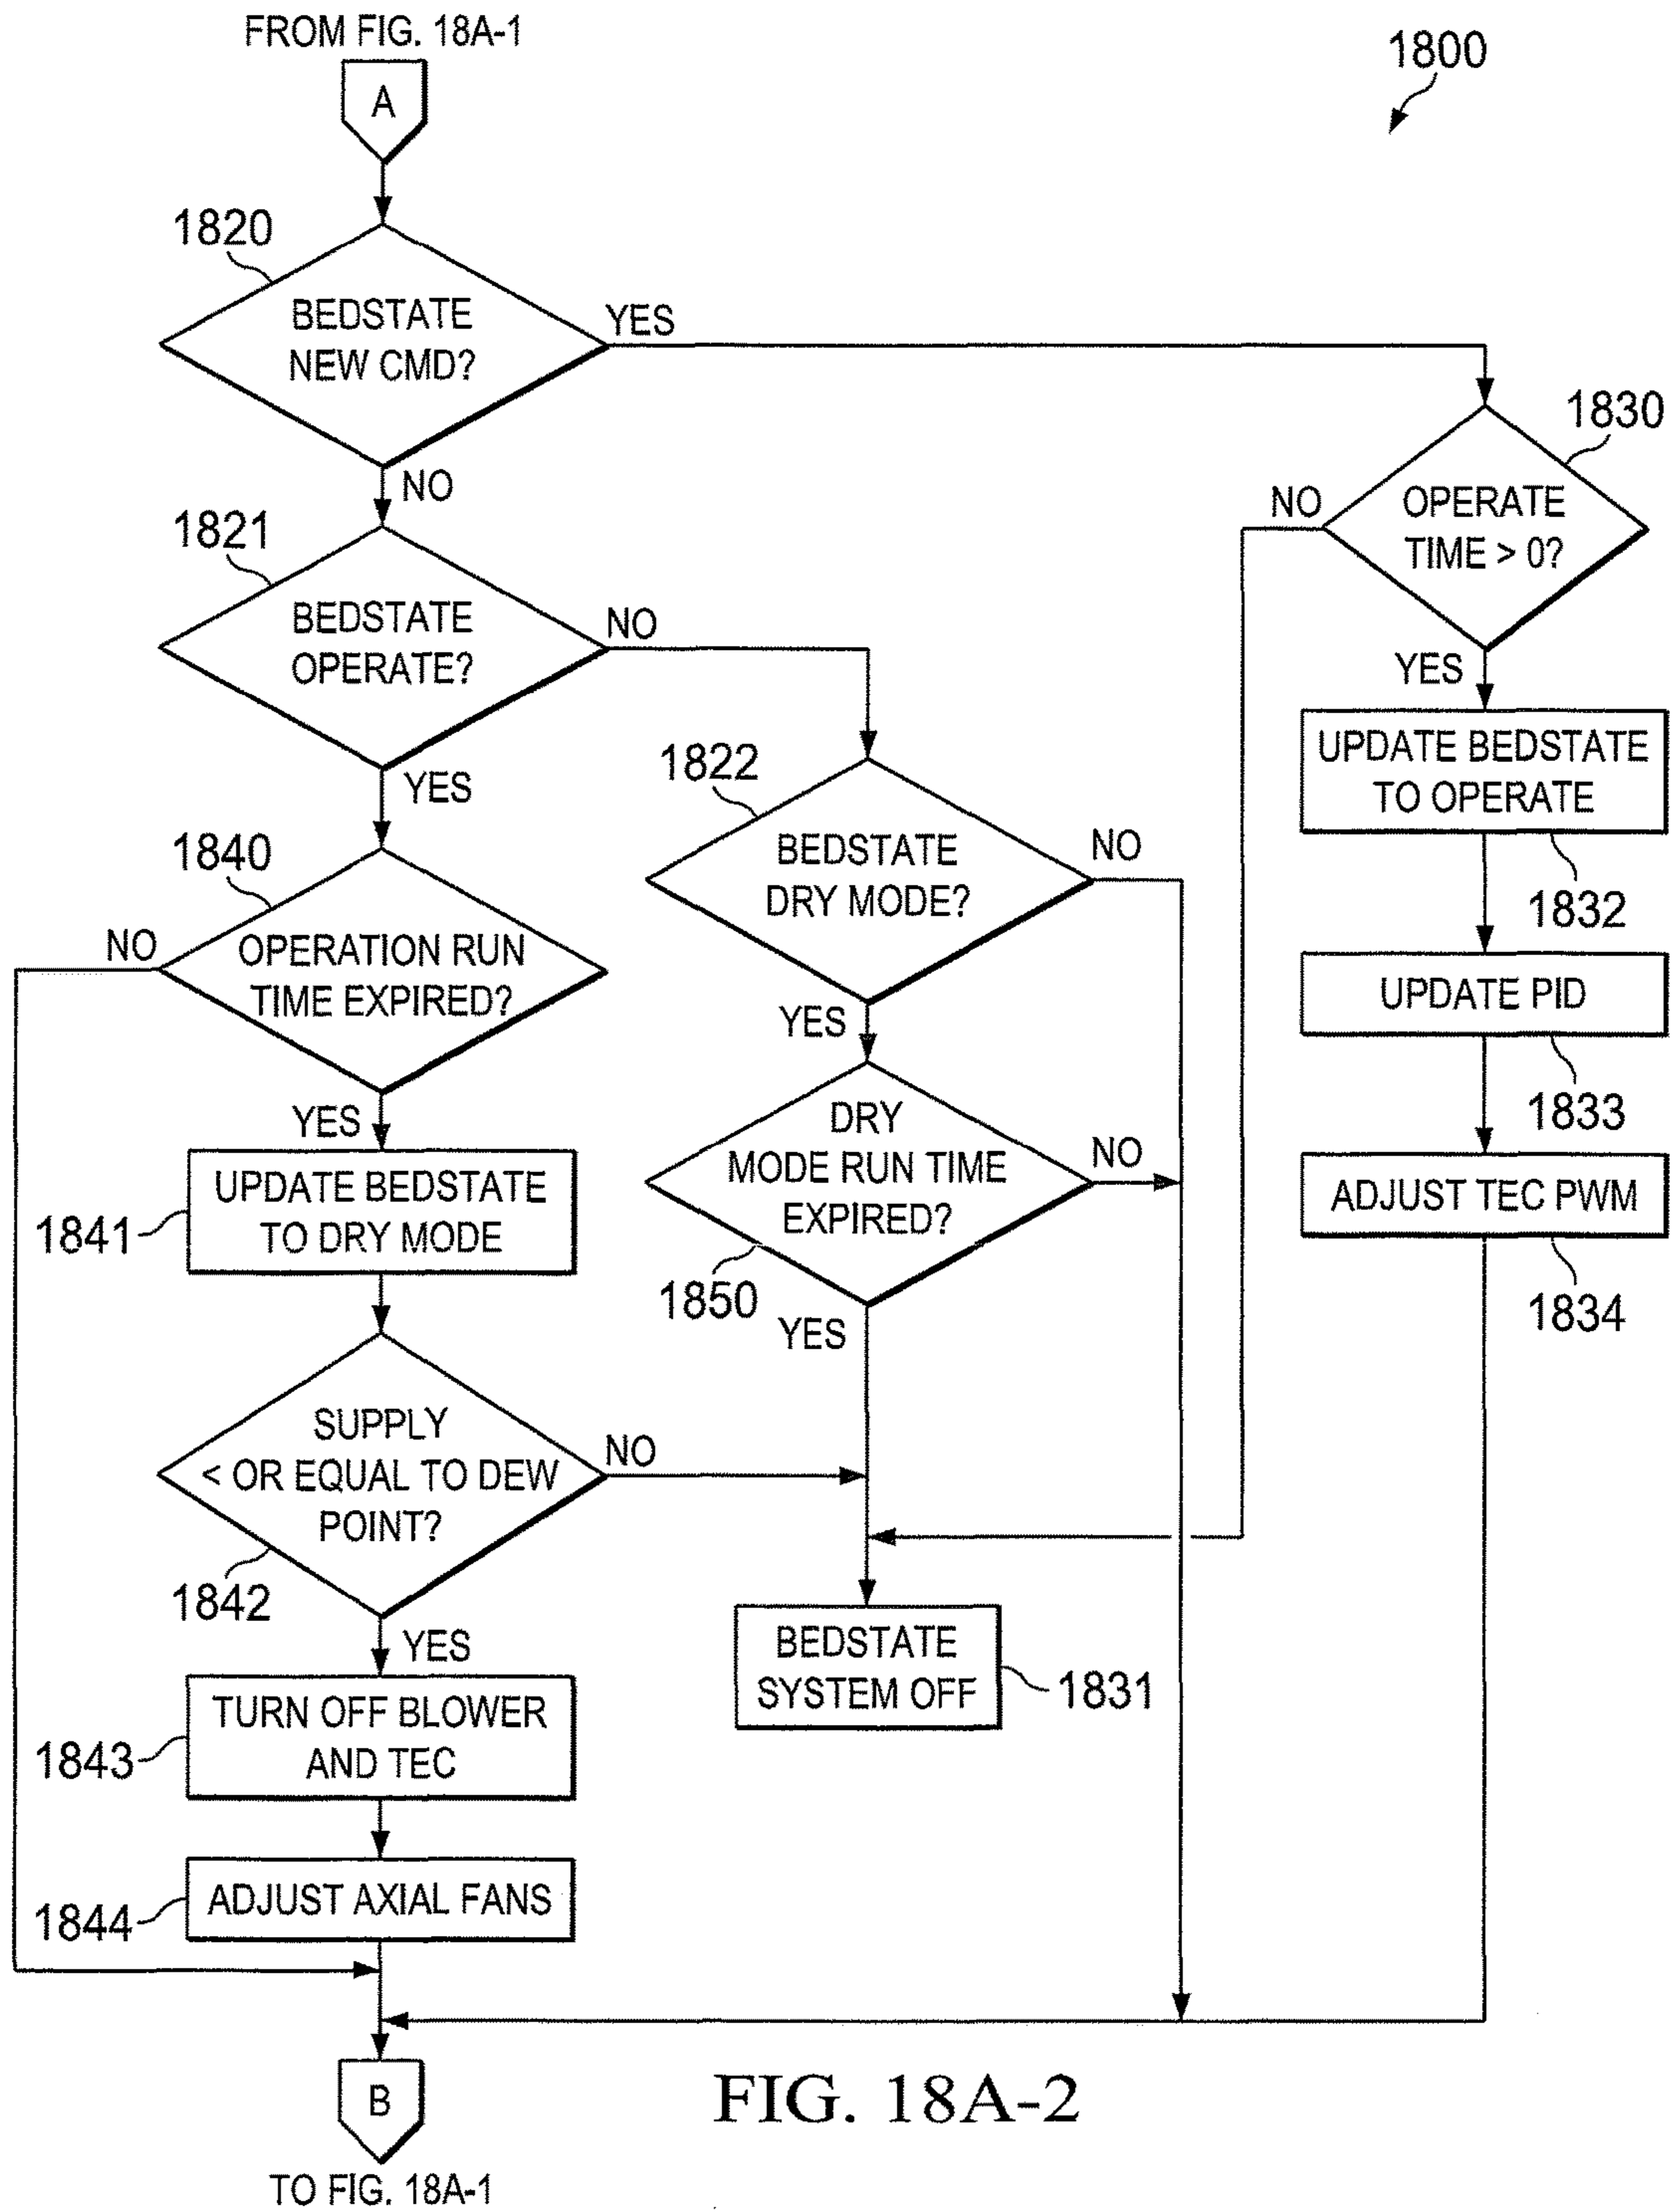 FROM FIG. 18A-1
A
1800
1820
BEDSTATE
NEW CMD?
YES
NO
1830
OPERATE
TIME > 0?
NO
YES
1821
BEDSTATE
OPERATE?
NO
YES
UPDATE BEDSTATE
TO OPERATE
1832
1822
BEDSTATE
DRY MODE?
NO
YES
1840
OPERATION RUN
TIME EXPIRED?
NO
YES
UPDATE PID
1833
DRY
MODE RUN TIME
EXPIRED?
NO
1850
YES
UPDATE BEDSTATE
TO DRY MODE
1841
ADJUST TEC PWM
1834
SUPPLY
< OR EQUAL TO DEW
POINT?
NO
1842
YES
BEDSTATE
SYSTEM OFF
1831
TURN OFF BLOWER
AND TEC
1843
ADJUST AXIAL FANS
1844
B
TO FIG. 18A-1
FIG. 18A-2